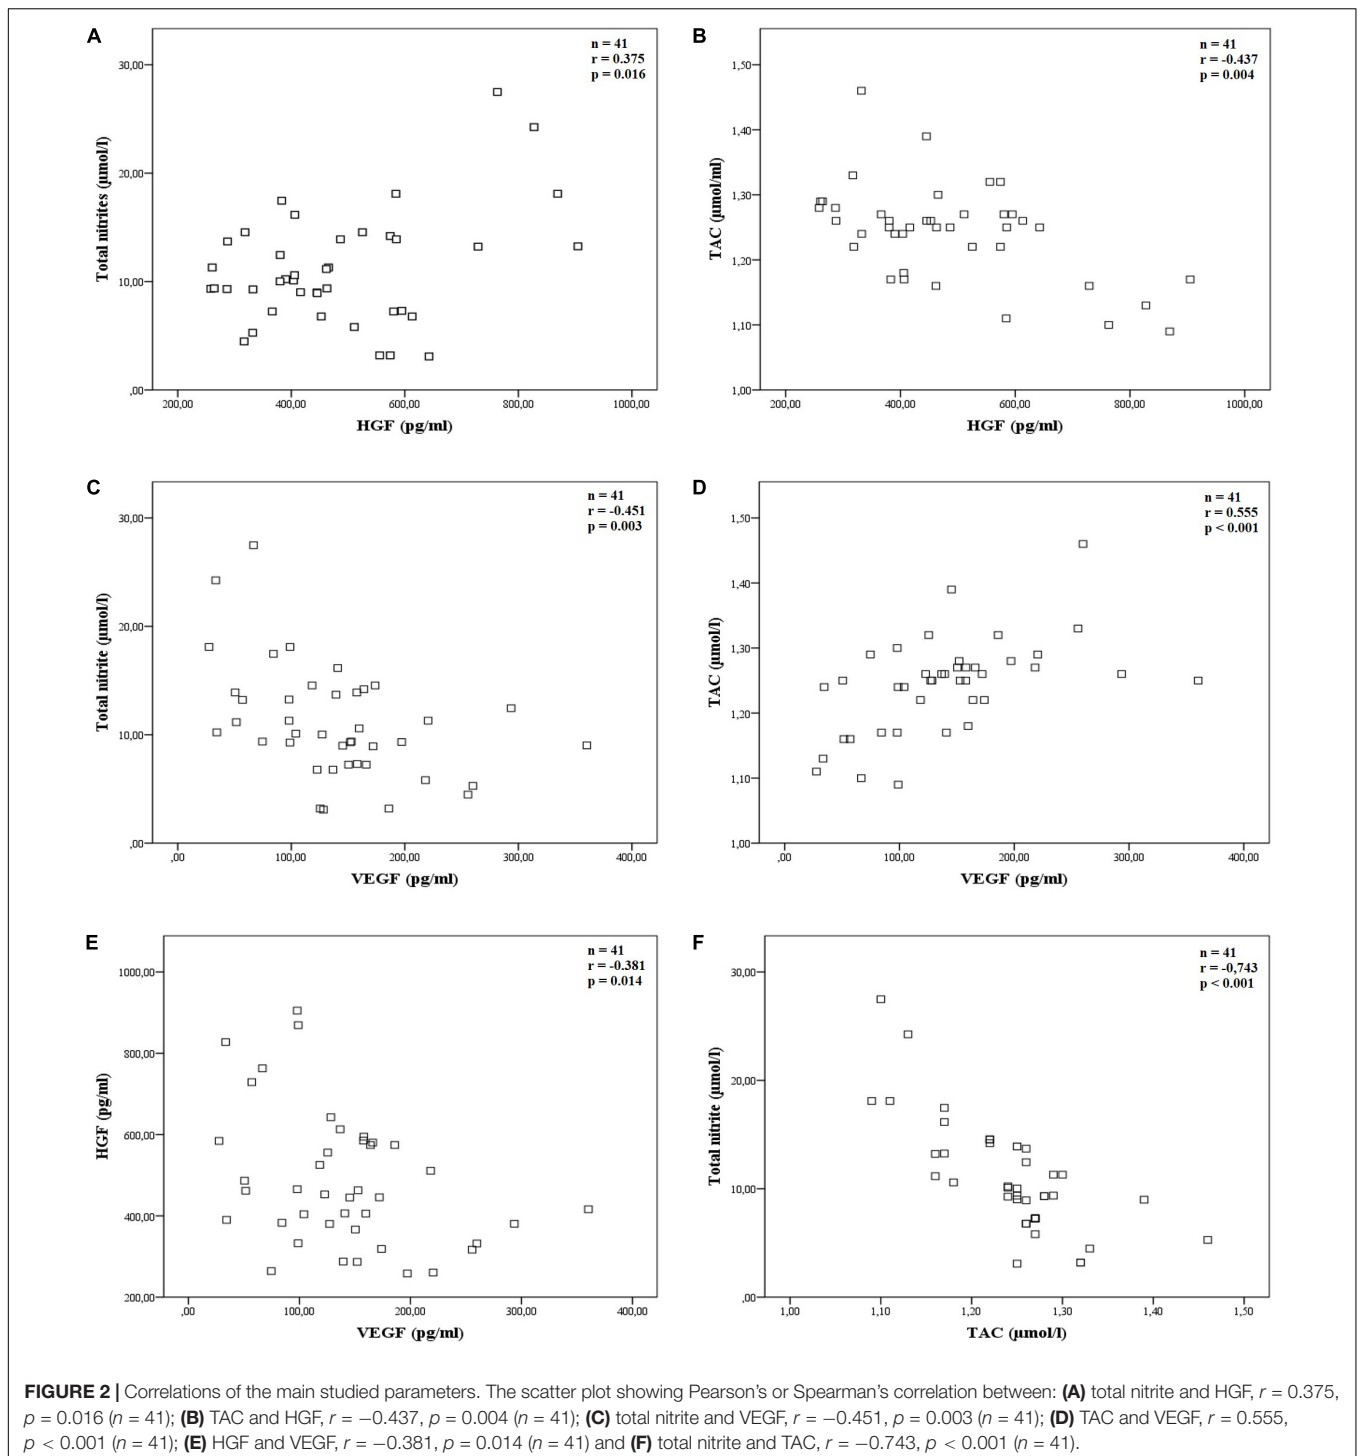 A
n = 41
r = 0.375
p = 0.016
30,00
20,00
10,00
,00
Total nitrites (µmol/l)
200,00 400,00 600,00 800,00 1000,00
HGF (pg/ml)
B
n = 41
r = -0.437
p = 0.004
1,50
1,40
1,30
1,20
1,10
1,00
TAC (µmol/ml)
200,00 400,00 600,00 800,00 1000,00
HGF (pg/ml)
C
n = 41
r = -0.451
p = 0.003
30,00
20,00
10,00
,00
Total nitrite (µmol/l)
,00 100,00 200,00 300,00 400,00
VEGF (pg/ml)
D
n = 41
r = 0.555
p < 0.001
1,50
1,40
1,30
1,20
1,10
1,00
TAC (µmol/l)
,00 100,00 200,00 300,00 400,00
VEGF (pg/ml)
E
n = 41
r = -0.381
p = 0.014
1000,00
800,00
600,00
400,00
200,00
HGF (pg/ml)
,00 100,00 200,00 300,00 400,00
VEGF (pg/ml)
F
n = 41
r = -0,743
p < 0.001
30,00
20,00
10,00
,00
Total nitrite (µmol/l)
1,00 1,10 1,20 1,30 1,40 1,50
TAC (µmol/l)
FIGURE 2 | Correlations of the main studied parameters. The scatter plot showing Pearson's or Spearman's correlation between: (A) total nitrite and HGF, r = 0.375,
p = 0.016 (n = 41); (B) TAC and HGF, r = −0.437, p = 0.004 (n = 41); (C) total nitrite and VEGF, r = −0.451, p = 0.003 (n = 41); (D) TAC and VEGF, r = 0.555,
p < 0.001 (n = 41); (E) HGF and VEGF, r = −0.381, p = 0.014 (n = 41) and (F) total nitrite and TAC, r = −0.743, p < 0.001 (n = 41).